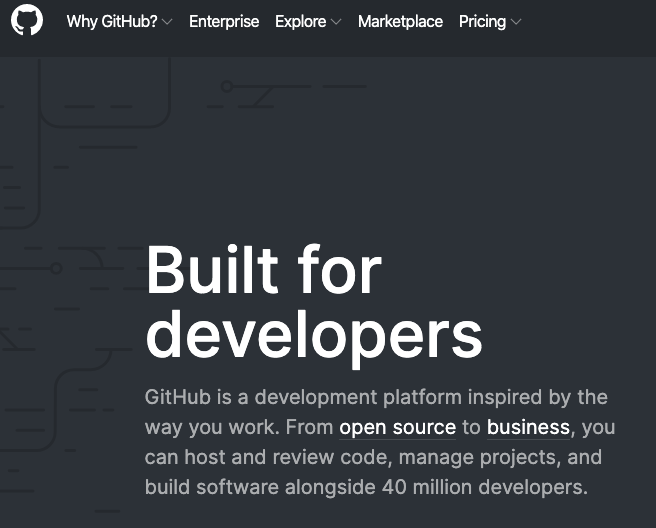 Why GitHub? Enterprise Explore Marketplace Pricing
Built for
developers
GitHub is a development platform inspired by the
way you work. From open source to business, you
can host and review code, manage projects, and
build software alongside 40 million developers.